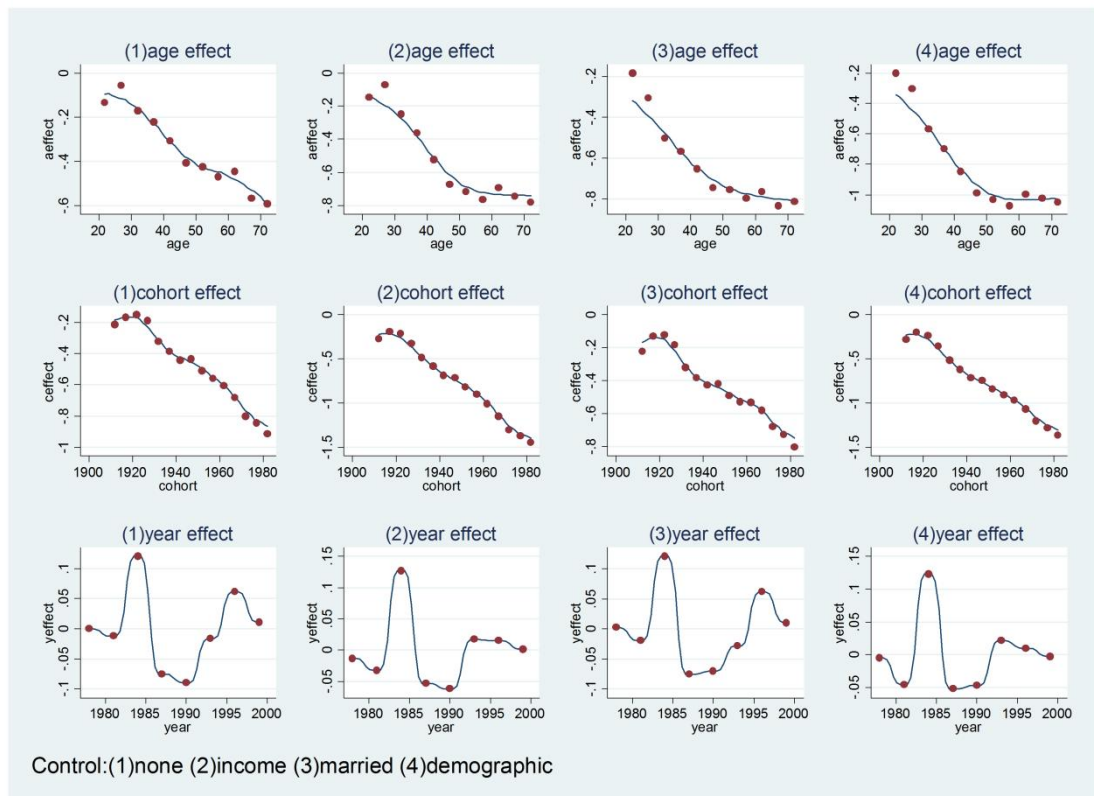 (1)age effect
aeffect
0
-.2
-.4
-.6
20 30 40 50 60 70
age
(2)age effect
aeffect
0
-.2
-.4
-.6
-.8
20 30 40 50 60 70
age
(3)age effect
aeffect
-.2
-.4
-.6
-.8
20 30 40 50 60 70
age
(4)age effect
aeffect
-.2
-.4
-.6
-.8
-1
20 30 40 50 60 70
age
(1)cohort effect
ceffect
-.2
-.4
-.6
-.8
-1
1900 1920 1940 1960 1980
cohort
(2)cohort effect
ceffect
0
-.5
-1
-1.5
1900 1920 1940 1960 1980
cohort
(3)cohort effect
ceffect
0
-.2
-.4
-.6
-.8
1900 1920 1940 1960 1980
cohort
(4)cohort effect
ceffect
0
-.5
-1
-1.5
1900 1920 1940 1960 1980
cohort
(1)year effect
yeffect
.1
.05
0
-.05
-.1
1980 1985 1990 1995 2000
year
(2)year effect
yeffect
.15
.1
.05
0
.05
1980 1985 1990 1995 2000
year
(3)year effect
yeffect
.1
.05
0
-.05
-.1
1980 1985 1990 1995 2000
year
(4)year effect
yeffect
.15
.1
.05
0
-.05
1980 1985 1990 1995 2000
year
Control:(1)none (2)income (3)married (4)demographic